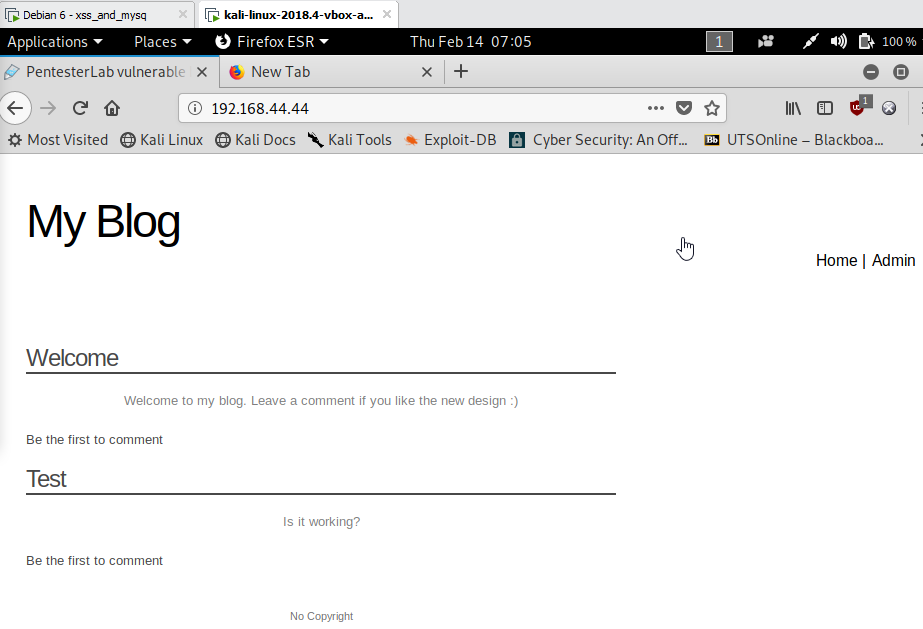 Debian 6 - xss_and_mysq
kali-linux-2018.4-vbox-a...
Applications Places Firefox ESR Thu Feb 14 07:05 1 100 %
PentesterLab vulnerable New Tab
192.168.44.44 1
Most Visited Kali Linux Kali Docs Kali Tools Exploit-DB Cyber Security: An Off... Bb UTSOnline – Blackboa...
My Blog
Home | Admin
Welcome
Welcome to my blog. Leave a comment if you like the new design :)
Be the first to comment
Test
Is it working?
Be the first to comment
No Copyright